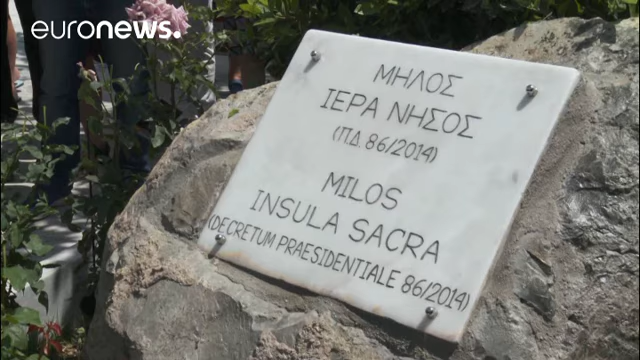 euronews.
ΜΗΛΟΣ
ΙΕΡΑ ΝΗΣΟΣ
(Π.Δ. 86/2014)
MILOS
INSULA SACRA
(DECRETUM PRAESIDENTIALE 86/2014)